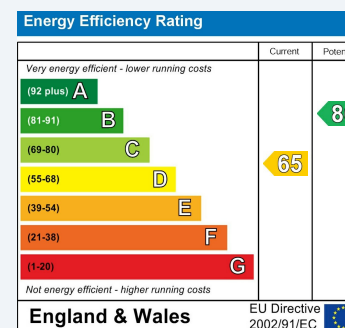 Energy Efficiency Rating
Current
Very energy efficient - lower running costs
(92 plus) A
(81-91) B
8
(69-80) C
65
(55-68) D
(39-54) E
(21-38) F
(1-20) G
Not energy efficient - higher running costs
England & Wales
EU Directive
2002/91/EC